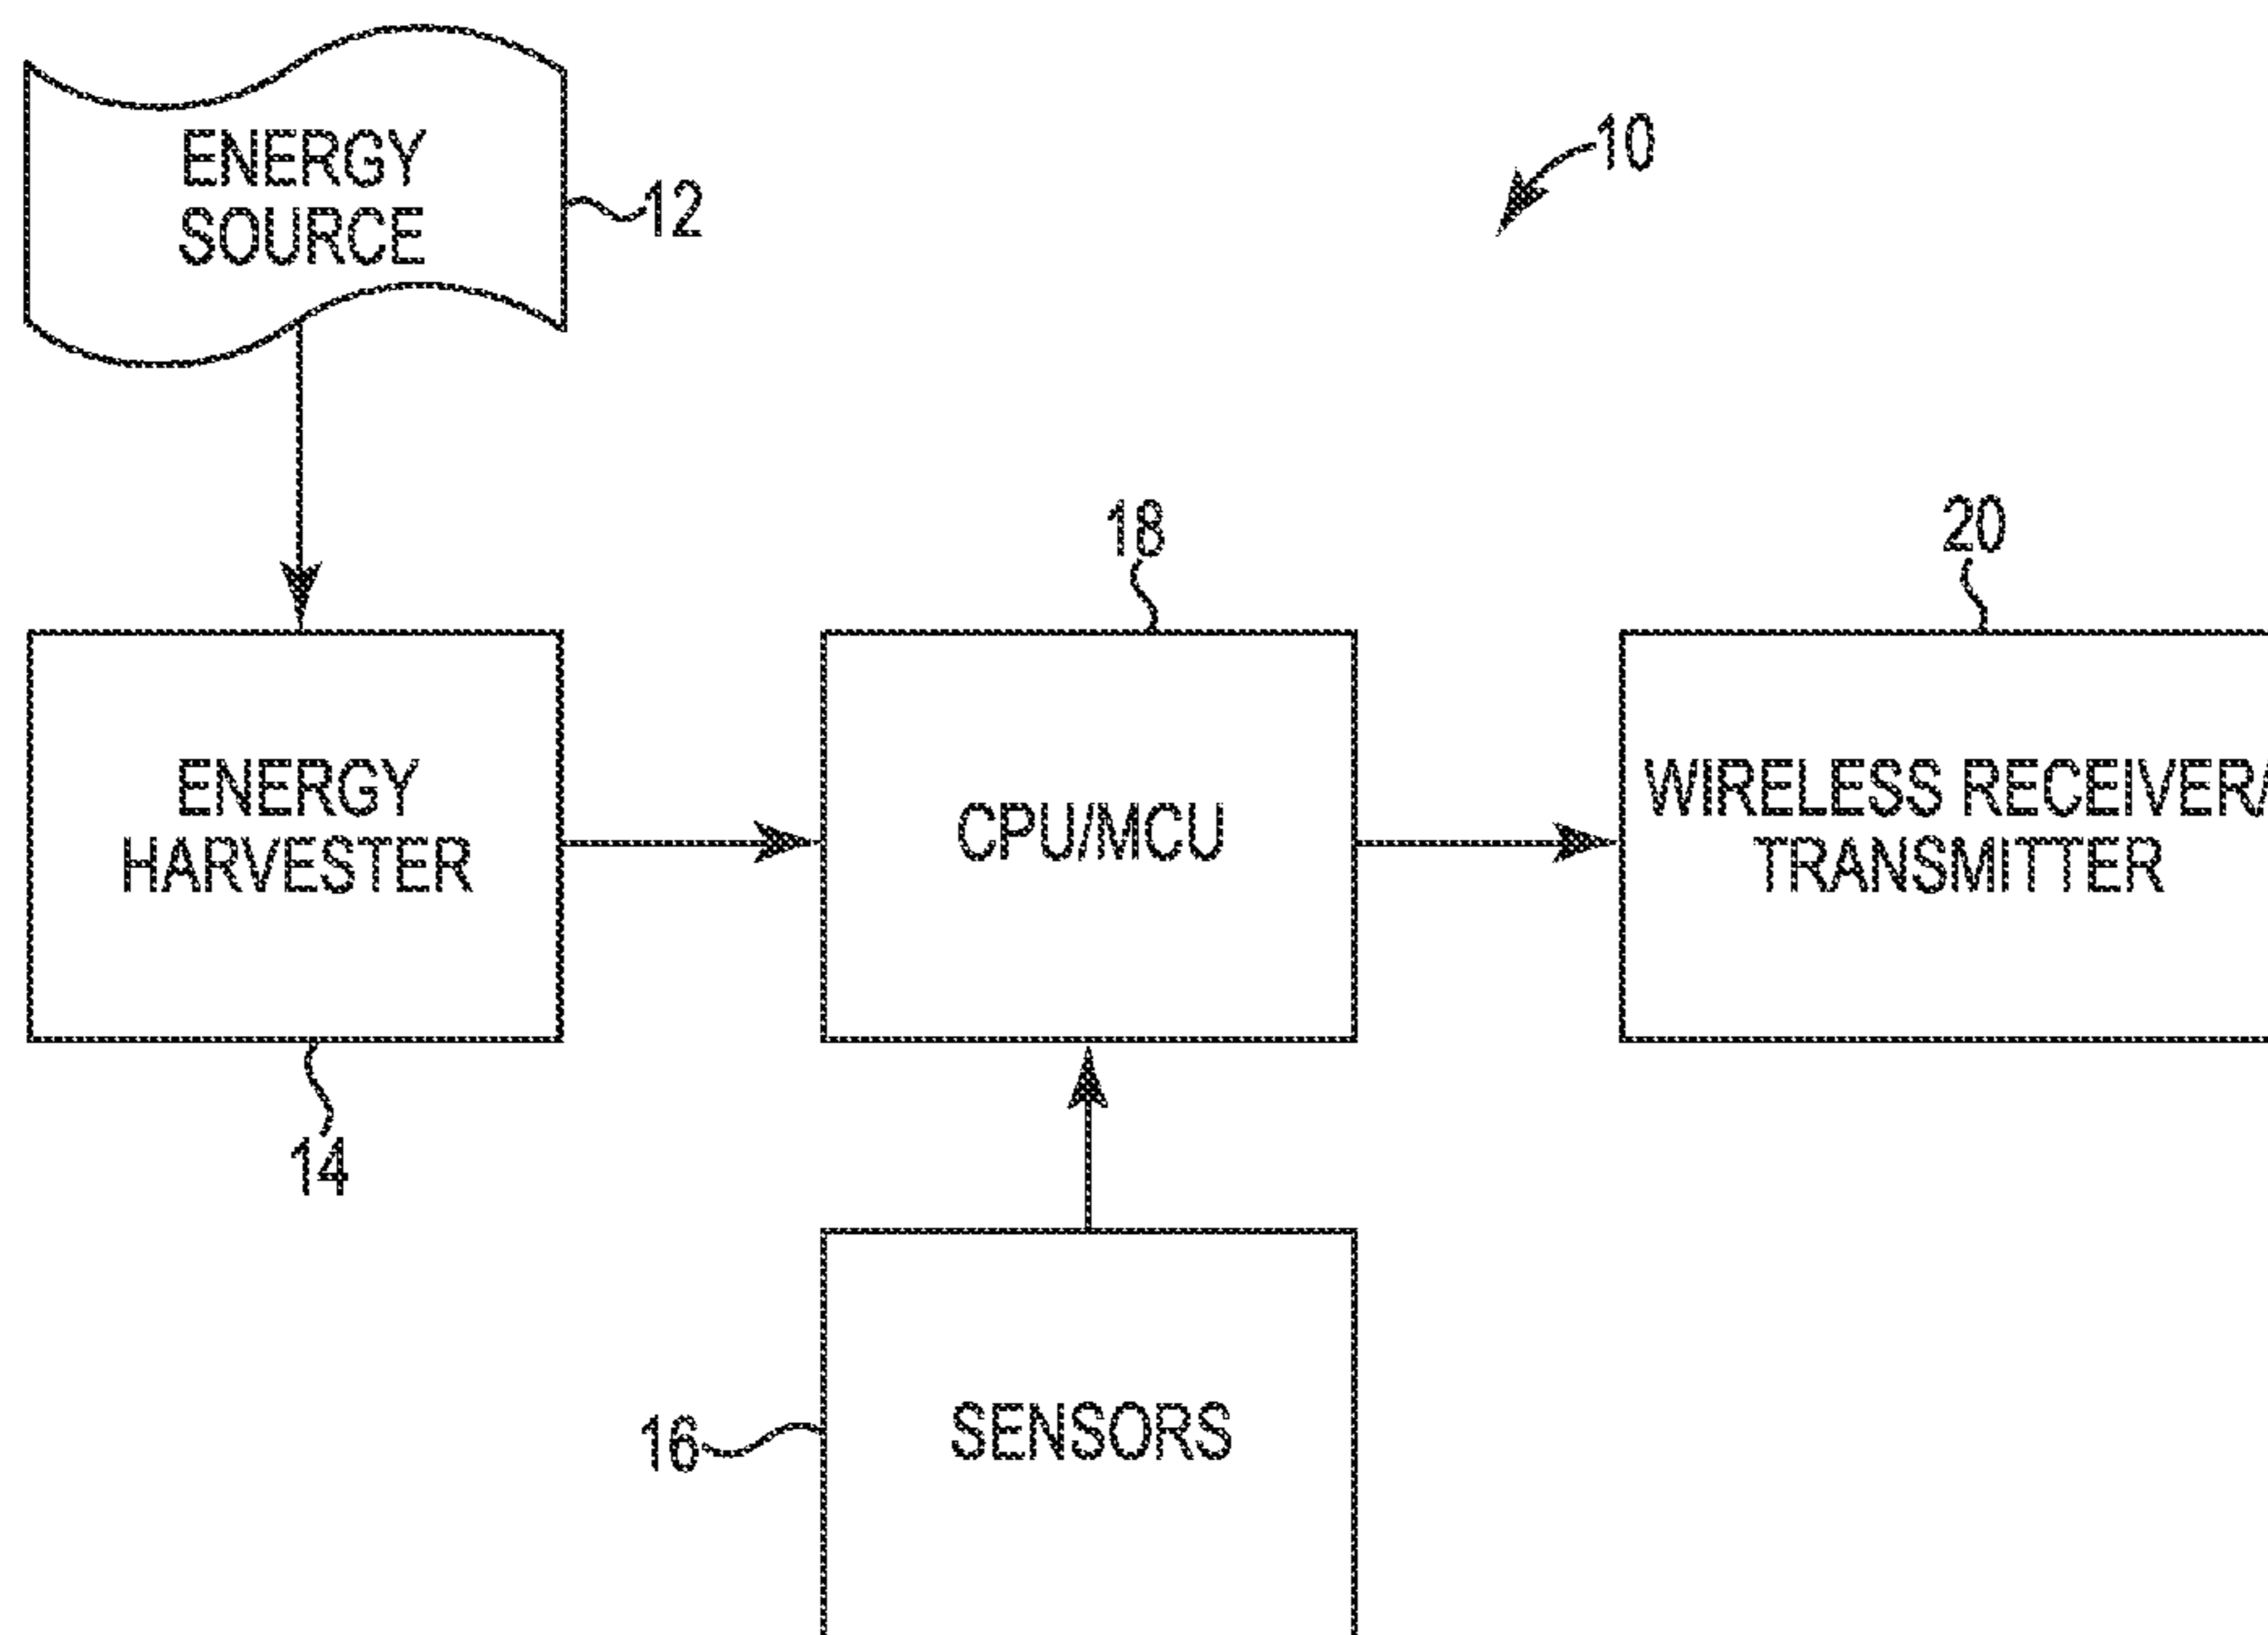 ENERGY
SOURCE
12
10
18
20
ENERGY
HARVESTER
CPU/MCU
WIRELESS RECEIVER/
TRANSMITTER
14
16
SENSORS